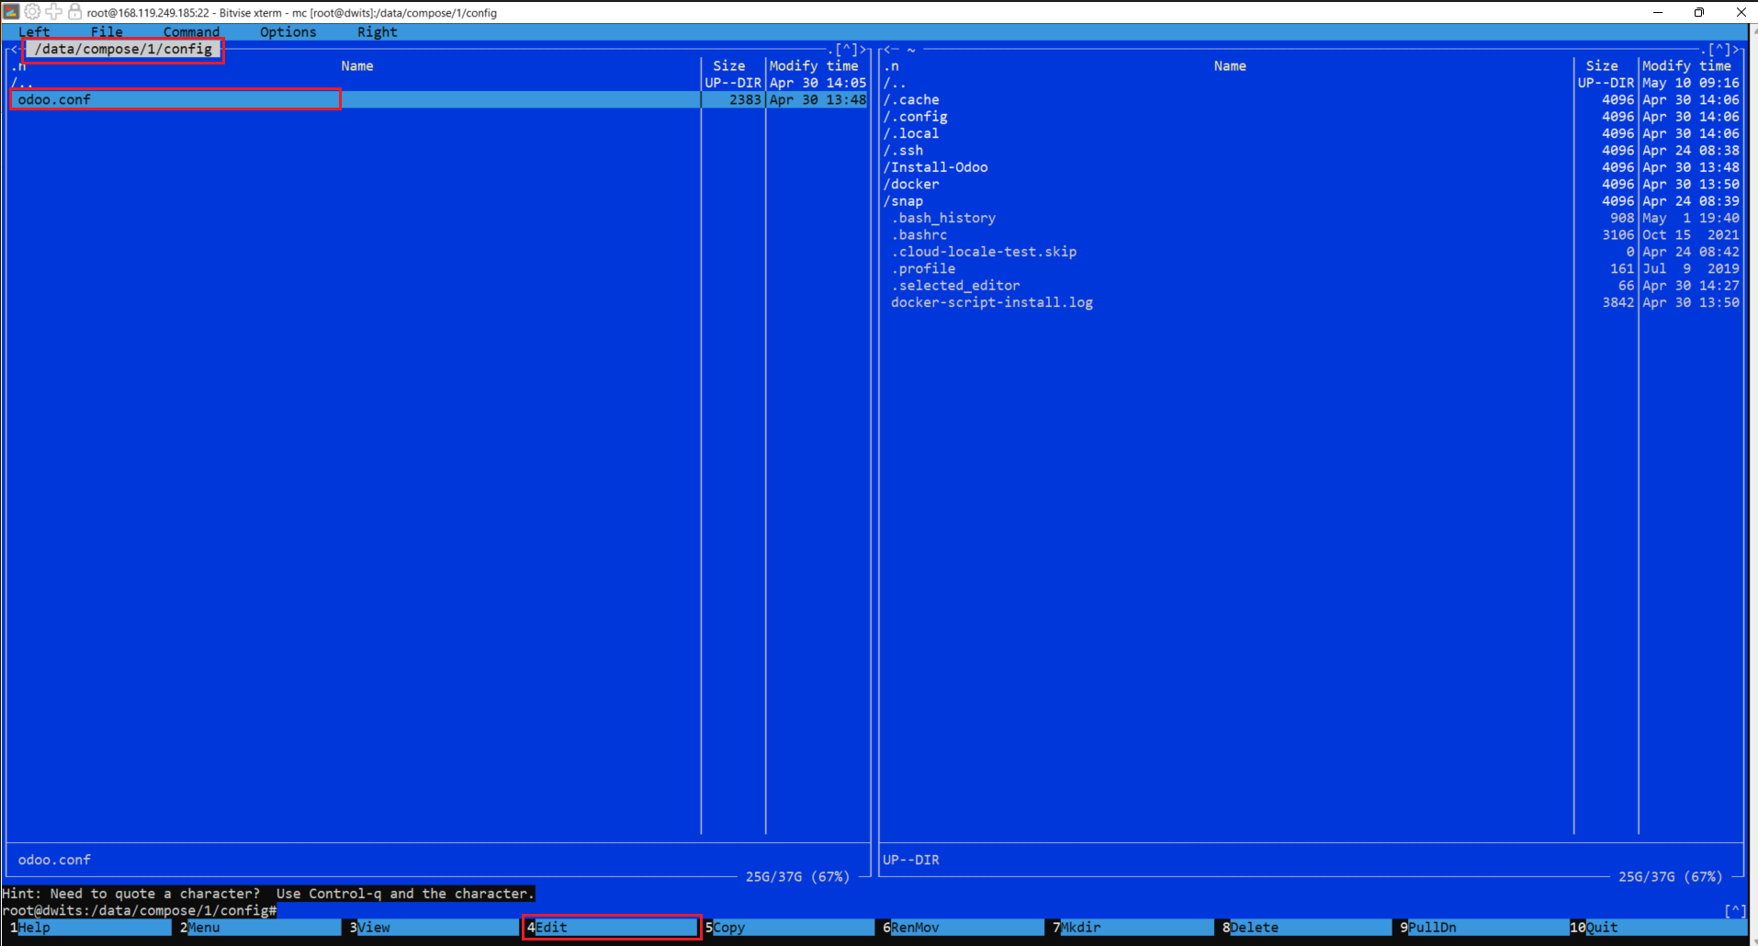 root@168.119.249.185:22 - Bitvise xterm - mc [root@dwits]:/data/compose/1/config
Left File Command Options Right
<─ /data/compose/1/config .[^]>
.n Name Size Modify time
/.. UP--DIR Apr 30 14:05
odoo.conf 2383 Apr 30 13:48
odoo.conf
25G/37G (67%)
<─ ~ .[^]>
.n Name Size Modify time
/.. UP--DIR May 10 09:16
/.cache 4096 Apr 30 14:06
/.config 4096 Apr 30 14:06
/.local 4096 Apr 30 14:06
/.ssh 4096 Apr 24 08:38
/Install-Odoo 4096 Apr 30 13:48
/docker 4096 Apr 30 13:50
/snap 4096 Apr 24 08:39
.bash_history 908 May 1 19:40
.bashrc 3106 Oct 15 2021
.cloud-locale-test.skip 0 Apr 24 08:42
.profile 161 Jul 9 2019
.selected_editor 66 Apr 30 14:27
docker-script-install.log 3842 Apr 30 13:50
UP--DIR
25G/37G (67%)
Hint: Need to quote a character? Use Control-q and the character.
root@dwits:/data/compose/1/config# [^]
1Help 2Menu 3View 4Edit 5Copy 6RenMov 7Mkdir 8Delete 9PullDn 10Quit